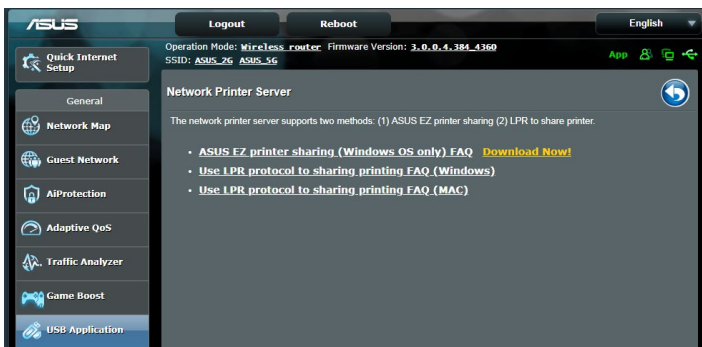 ASUS
Logout
Reboot
English
Quick Internet Setup
Operation Mode: Wireless router Firmware Version: 3.0.0.4.384_4360
SSID: ASUS_2G ASUS_5G
App
General
Network Map
Guest Network
AiProtection
Adaptive QoS
Traffic Analyzer
Game Boost
USB Application
Network Printer Server
The network printer server supports two methods: (1) ASUS EZ printer sharing (2) LPR to share printer.
• ASUS EZ printer sharing (Windows OS only) FAQ Download Now!
• Use LPR protocol to sharing printing FAQ (Windows)
• Use LPR protocol to sharing printing FAQ (MAC)